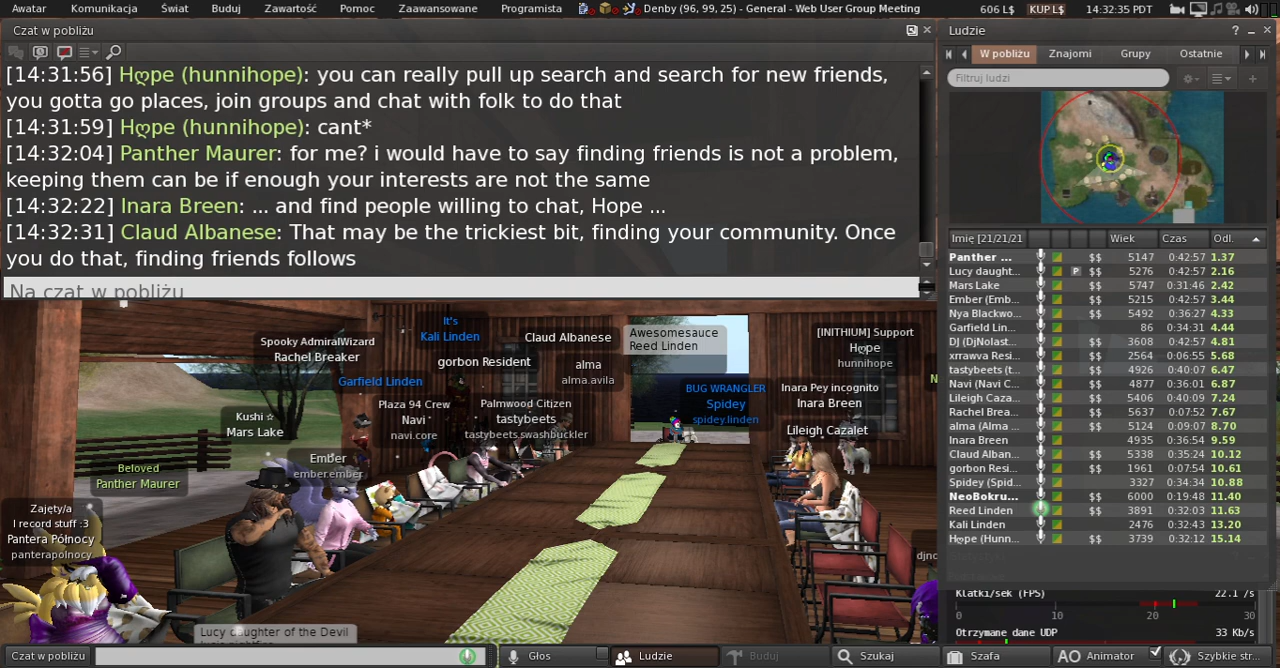 Awatar Komunikacja Świat Buduj Zawartość Pomoc Zaawansowane Programista Denby (96, 99, 25) - General - Web User Group Meeting 606 L$ KUP L$ 14:32:35 PDT
Czat w pobliżu
[14:31:56] Hope (hunnihope): you can really pull up search and search for new friends,
you gotta go places, join groups and chat with folk to do that
[14:31:59] Hope (hunnihope): cant*
[14:32:04] Panther Maurer: for me? i would have to say finding friends is not a problem,
keeping them can be if enough your interests are not the same
[14:32:22] Inara Breen: ... and find people willing to chat, Hope ...
[14:32:31] Claud Albanese: That may be the trickiest bit, finding your community. Once
you do that, finding friends follows
Na czat w pobliżu
Spooky AdmiralWizard
Rachel Breaker
It's
Kali Linden
gorbon Resident
Claud Albanese
alma
alma.avila
Awesomesauce
Reed Linden
[INITHIUM] Support
Hope
hunnihope
Garfield Linden
BUG WRANGLER
Spidey
spidey.linden
Inara Pey incognito
Inara Breen
N
Kushi ☆
Mars Lake
Plaza 94 Crew
Navi
navi.core
Palmwood Citizen
tastybeets
tastybeets.swashbuckler
Lileigh Cazalet
Ember
ember.ember
Beloved
Panther Maurer
Zajęty/a
I record stuff :3
Pantera Północy
panterapolnocy
djnc
Lucy daughter of the Devil
Ludzie
W pobliżu Znajomi Grupy Ostatnie
Filtruj ludzi
Imię [21/21/21 Wiek Czas Odl.
Panther ... $$ 5147 0:42:57 1.37
Lucy daught... P $$ 5276 0:42:57 2.16
Mars Lake $$ 5747 0:31:46 2.42
Ember (Emb... $$ 5215 0:42:57 3.44
Nya Blackwo... $$ 5492 0:36:27 4.33
Garfield Lin... 86 0:34:31 4.44
DJ (DjNolast... $$ 3608 0:42:57 4.81
xrrawva Resi... $$ 2564 0:06:55 5.68
tastybeets (t... $$ 4926 0:40:07 6.47
Navi (Navi C... $$ 4877 0:36:01 6.87
Lileigh Caza... $$ 5406 0:40:09 7.24
Rachel Brea... $$ 5637 0:07:52 7.67
alma (Alma ... $$ 5124 0:09:07 8.70
Inara Breen 4935 0:36:54 9.59
Claud Alban... $$ 5338 0:35:24 10.12
gorbon Resi... $$ 1961 0:07:54 10.61
Spidey (Spid... $$ 3327 0:34:34 10.88
NeoBokru... $$ 6000 0:19:48 11.40
Reed Linden $$ 3891 0:32:03 11.63
Kali Linden 2476 0:32:43 13.20
Hope (Hunn... $$ 3739 0:32:12 15.14
Klatki/sek (FPS) 22.1 /s
0 10 20 30
Otrzymane dane UDP 33 Kb/s
Czat w pobliżu Głos Ludzie Buduj Szukaj Szafa AO Animator Szybkie str...